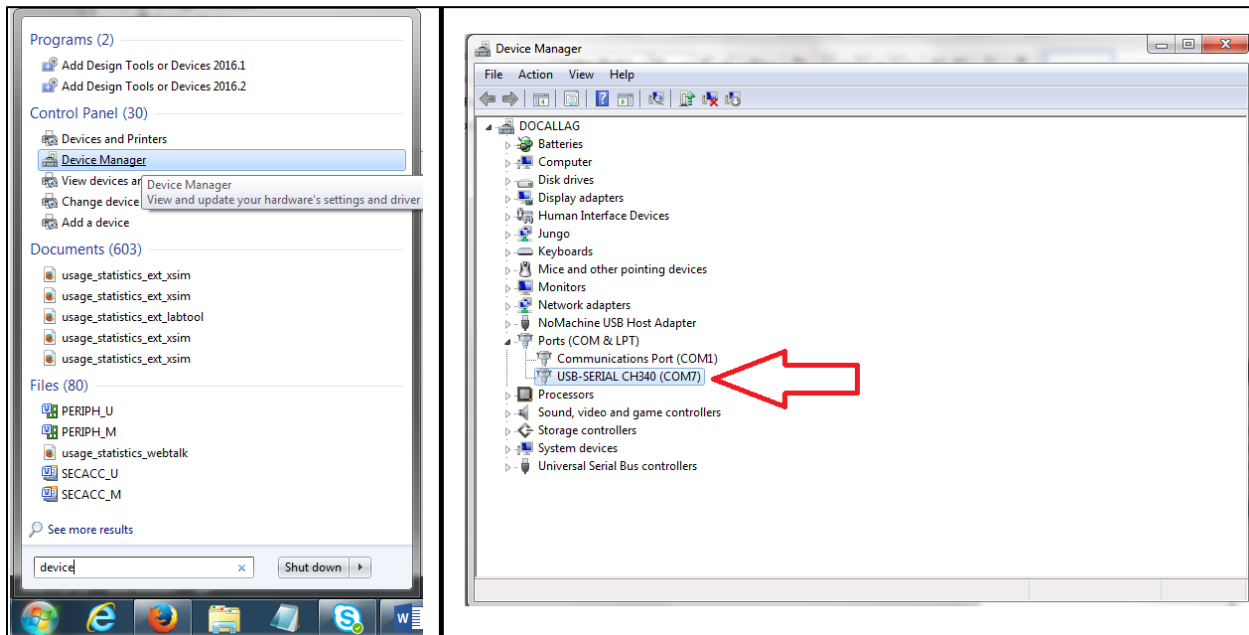 Programs (2)
Add Design Tools or Devices 2016.1
Add Design Tools or Devices 2016.2
Control Panel (30)
Devices and Printers
Device Manager
View devices an
Device Manager
Change device
View and update your hardware's settings and driver
Add a device
Documents (603)
usage_statistics_ext_xsim
usage_statistics_ext_xsim
usage_statistics_ext_labtool
usage_statistics_ext_xsim
usage_statistics_ext_xsim
Files (80)
PERIPH_U
PERIPH_M
usage_statistics_webtalk
SECACC_U
SECACC_M
See more results
device
Shut down
Device Manager
File Action View Help
DOCALLAG
Batteries
Computer
Disk drives
Display adapters
Human Interface Devices
Jungo
Keyboards
Mice and other pointing devices
Monitors
Network adapters
NoMachine USB Host Adapter
Ports (COM & LPT)
Communications Port (COM1)
USB-SERIAL CH340 (COM7)
Processors
Sound, video and game controllers
Storage controllers
System devices
Universal Serial Bus controllers